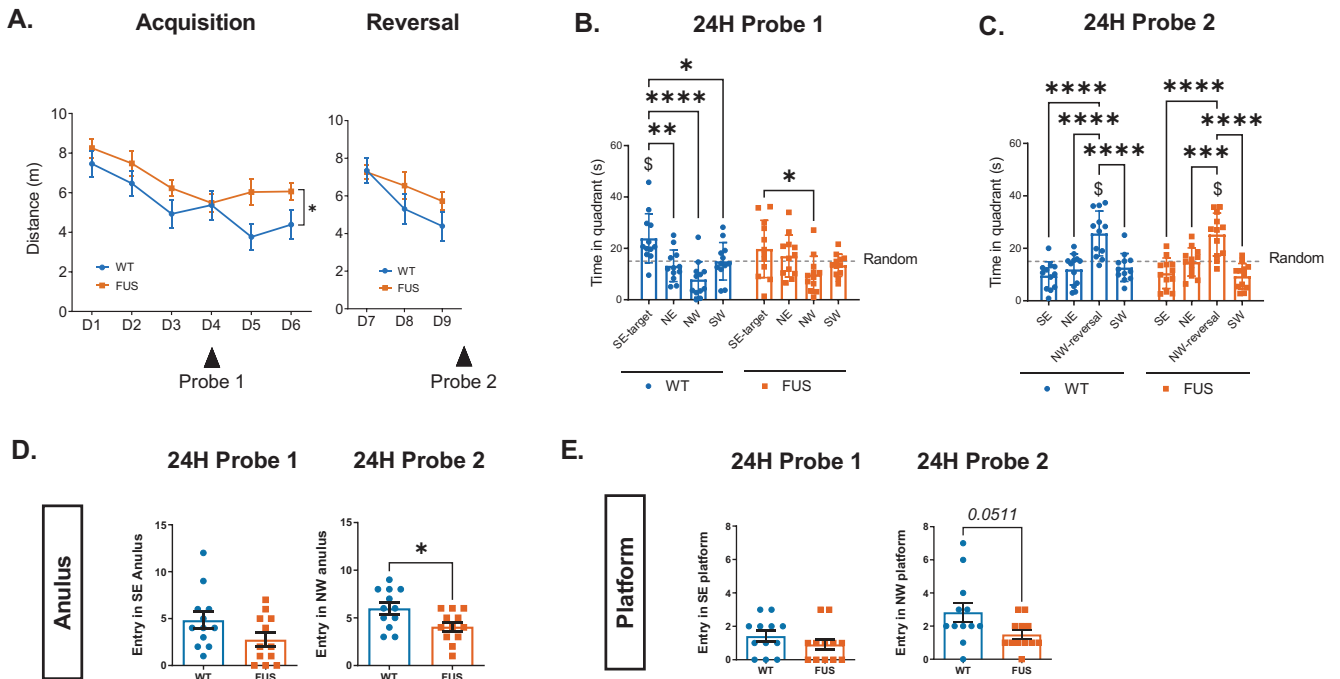 A.
Acquisition
Reversal
Distance (m)
10
8
6
4
2
0
WT
FUS
D1 D2 D3 D4 D5 D6
*
10
8
6
4
2
0
WT
FUS
D7 D8 D9
Probe 1
Probe 2
B.
24H Probe 1
Time in quadrant (s)
60
40
20
0
*
****
**
$
*
Random
SE-target NE NW SW SE-target NE NW SW
WT FUS
C.
24H Probe 2
Time in quadrant (s)
60
40
20
0
****
****
****
$
****
****
***
$
Random
SE NE NW-reversal SW SE NE NW-reversal SW
WT FUS
D.
24H Probe 1
24H Probe 2
Anulus
Entry in SE Anulus
15
10
5
0
WT FUS
Entry in NW anulus
15
10
5
0
*
WT FUS
E.
24H Probe 1
24H Probe 2
Platform
Entry in SE platform
8
6
4
2
0
WT FUS
Entry in NW platform
8
6
4
2
0
0.0511
WT FUS